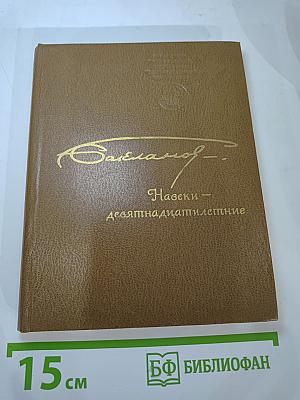 Бакланов
Навеки —
девятнадцатилетние
15 см
БФ БИБЛИОФАН